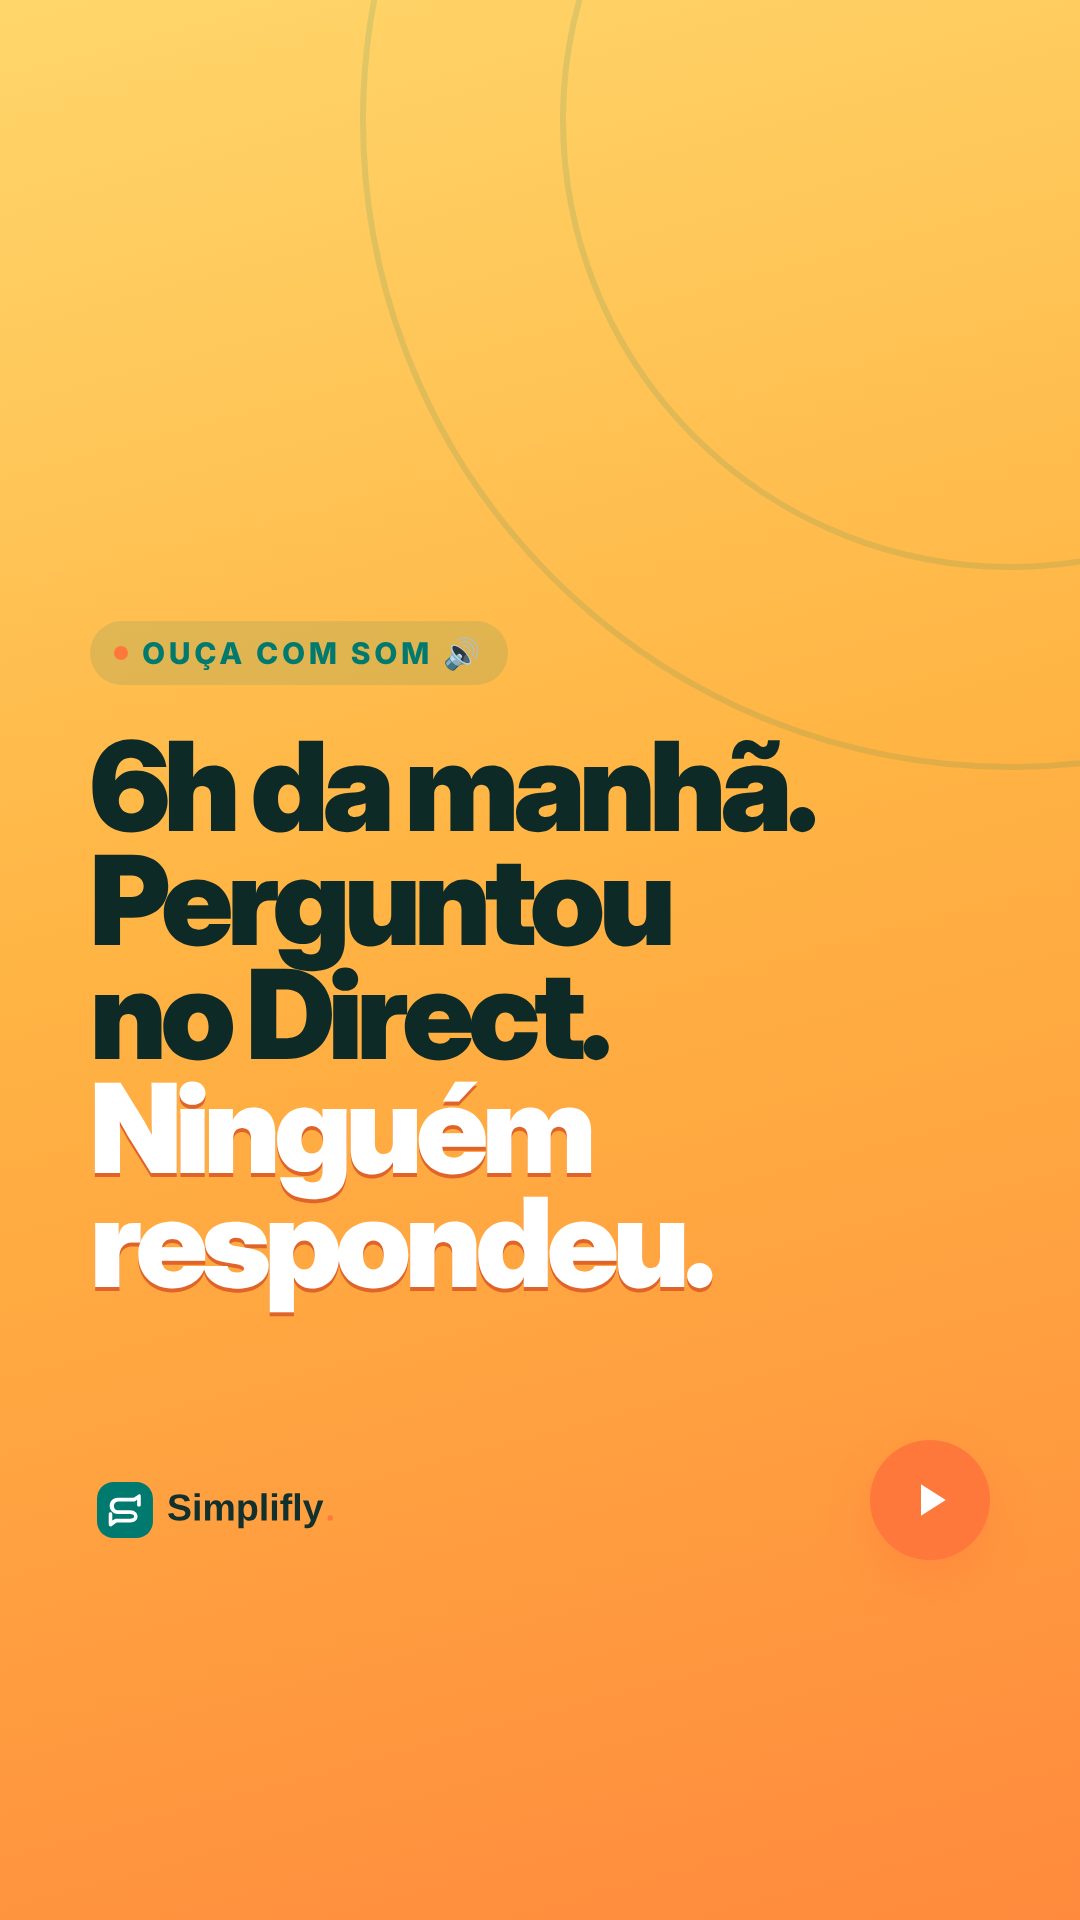 OUÇA COM SOM 🔊
6h da manhã.
Perguntou
no Direct.
Ninguém
respondeu.
Simplifly.